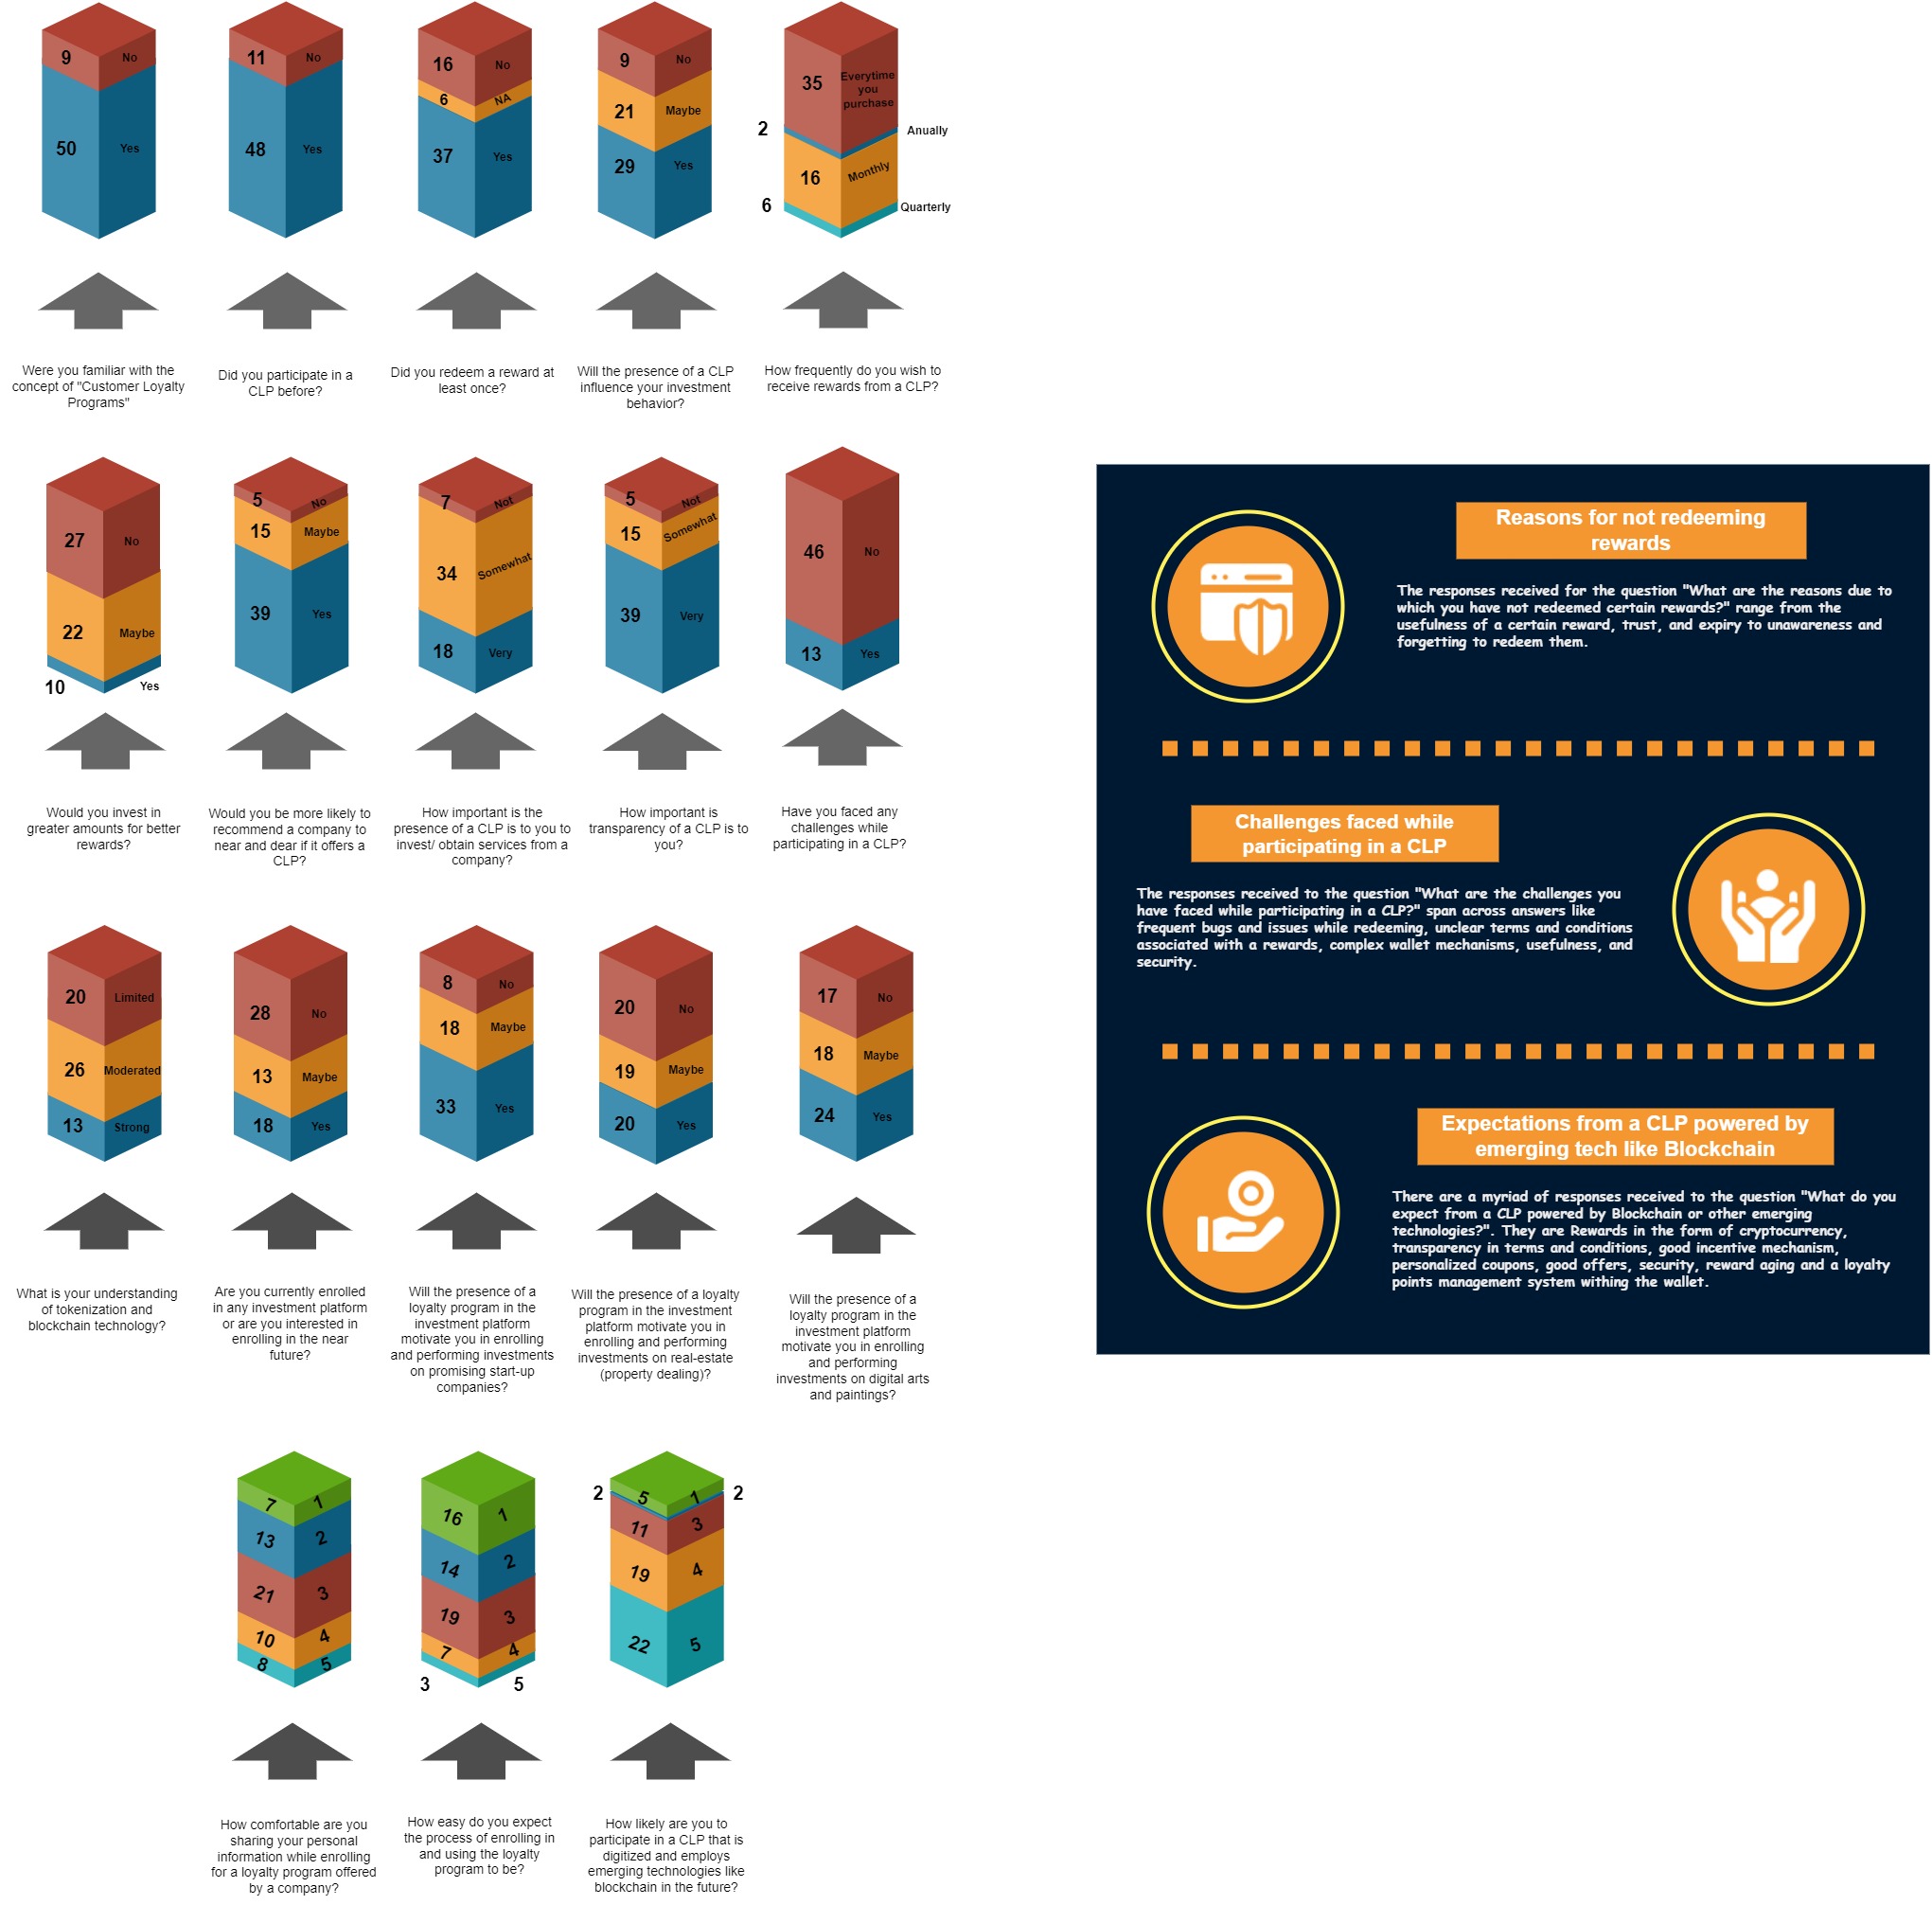 9
No
50
Yes
11
No
48
Yes
16
No
6
NA
37
Yes
9
No
21
Maybe
29
Yes
35
Everytime
you
purchase
2
Anually
16
Monthly
6
Quarterly
Were you familiar with the
concept of "Customer Loyalty
Programs"
Did you participate in a
CLP before?
Did you redeem a reward at
least once?
Will the presence of a CLP
influence your investment
behavior?
How frequently do you wish to
receive rewards from a CLP?
27
No
22
Maybe
10
Yes
5
No
15
Maybe
39
Yes
7
Not
34
Somewhat
18
Very
5
Not
15
Somewhat
39
Very
46
No
13
Yes
Would you invest in
greater amounts for better
rewards?
Would you be more likely to
recommend a company to
near and dear if it offers a
CLP?
How important is the
presence of a CLP is to you to
invest/ obtain services from a
company?
How important is
transparency of a CLP is to
you?
Have you faced any
challenges while
participating in a CLP?
20
Limited
26
Moderated
13
Strong
28
No
13
Maybe
18
Yes
8
No
18
Maybe
33
Yes
20
No
19
Maybe
20
Yes
17
No
18
Maybe
24
Yes
What is your understanding
of tokenization and
blockchain technology?
Are you currently enrolled
in any investment platform
or are you interested in
enrolling in the near
future?
Will the presence of a
loyalty program in the
investment platform
motivate you in enrolling
and performing investments
on promising start-up
companies?
Will the presence of a loyalty
program in the investment
platform motivate you in
enrolling and performing
investments on real-estate
(property dealing)?
Will the presence of a
loyalty program in the
investment platform
motivate you in enrolling
and performing
investments on digital arts
and paintings?
7
1
13
2
21
3
10
4
8
5
16
1
14
2
19
3
7
4
3
5
5
1
2
2
11
3
19
4
22
5
How comfortable are you
sharing your personal
information while enrolling
for a loyalty program offered
by a company?
How easy do you expect
the process of enrolling in
and using the loyalty
program to be?
How likely are you to
participate in a CLP that is
digitized and employs
emerging technologies like
blockchain in the future?
Reasons for not redeeming
rewards
The responses received for the question "What are the reasons due to
which you have not redeemed certain rewards?" range from the
usefulness of a certain reward, trust, and expiry to unawareness and
forgetting to redeem them.
Challenges faced while
participating in a CLP
The responses received to the question "What are the challenges you
have faced while participating in a CLP?" span across answers like
frequent bugs and issues while redeeming, unclear terms and conditions
associated with a rewards, complex wallet mechanisms, usefulness, and
security.
Expectations from a CLP powered by
emerging tech like Blockchain
There are a myriad of responses received to the question "What do you
expect from a CLP powered by Blockchain or other emerging
technologies?". They are Rewards in the form of cryptocurrency,
transparency in terms and conditions, good incentive mechanism,
personalized coupons, good offers, security, reward aging and a loyalty
points management system withing the wallet.